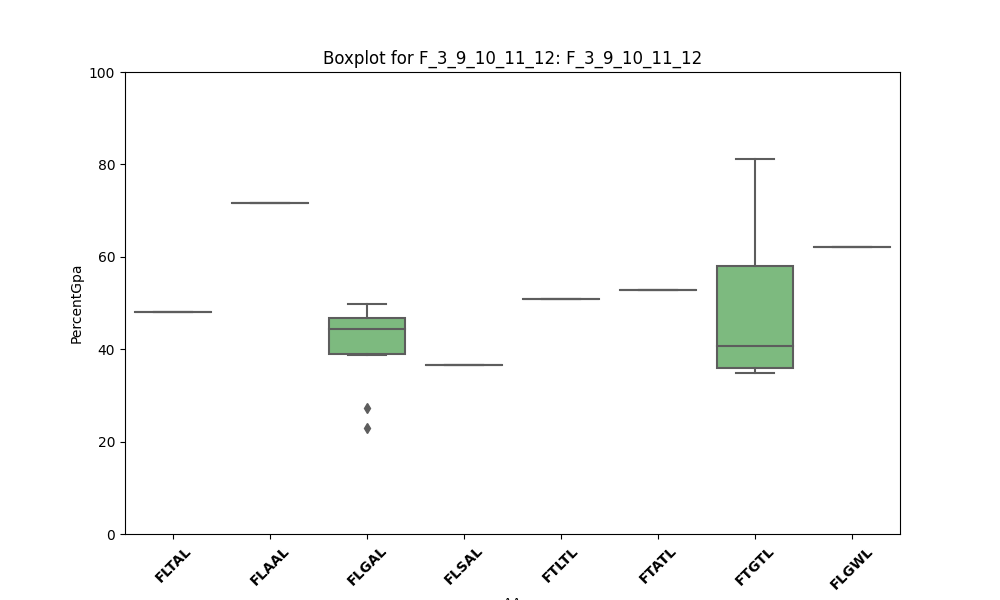 Boxplot for F_3_9_10_11_12: F_3_9_10_11_12
100
80
60
40
20
0
PercentGpa
FLTAL
FLAAL
FLGAL
FLSAL
FTLTL
FTATL
FTGTL
FLGWL